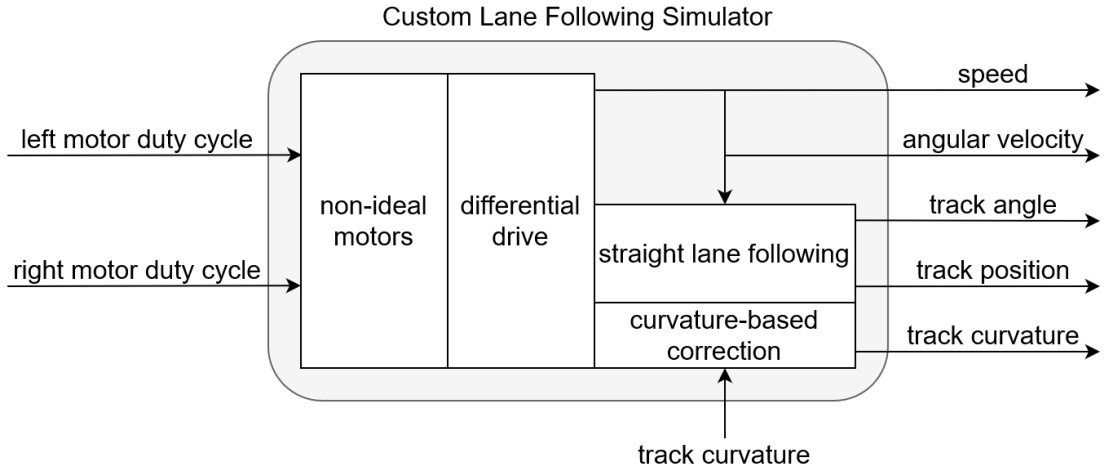 Custom Lane Following Simulator
speed
left motor duty cycle
angular velocity
non-ideal
motors
differential
drive
track angle
straight lane following
right motor duty cycle
track position
curvature-based
correction
track curvature
track curvature